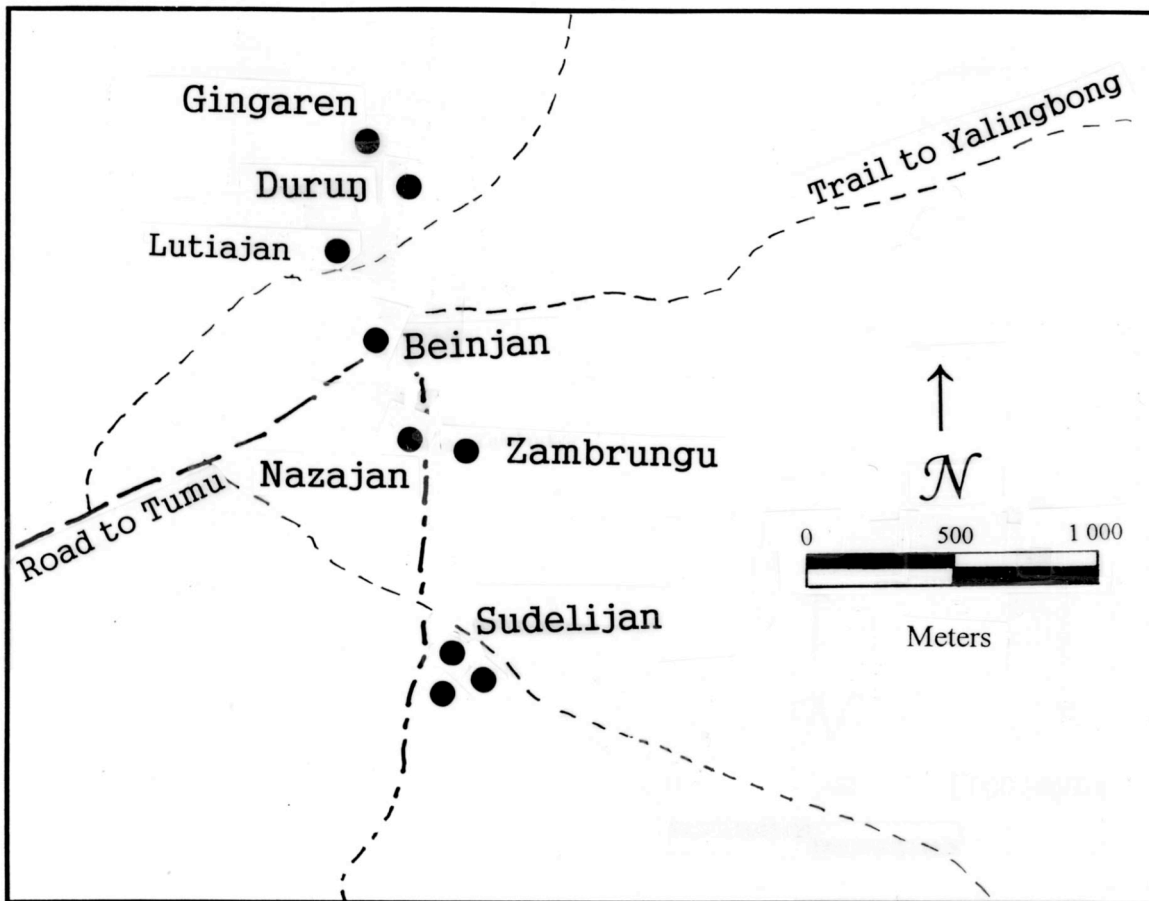 Gingaren
Duruŋ
Lutiajan
Trail to Yalingbong
Beinjan
Nazajan
Zambrungu
Road to Tumu
N
0 500 1 000
Meters
Sudelijan